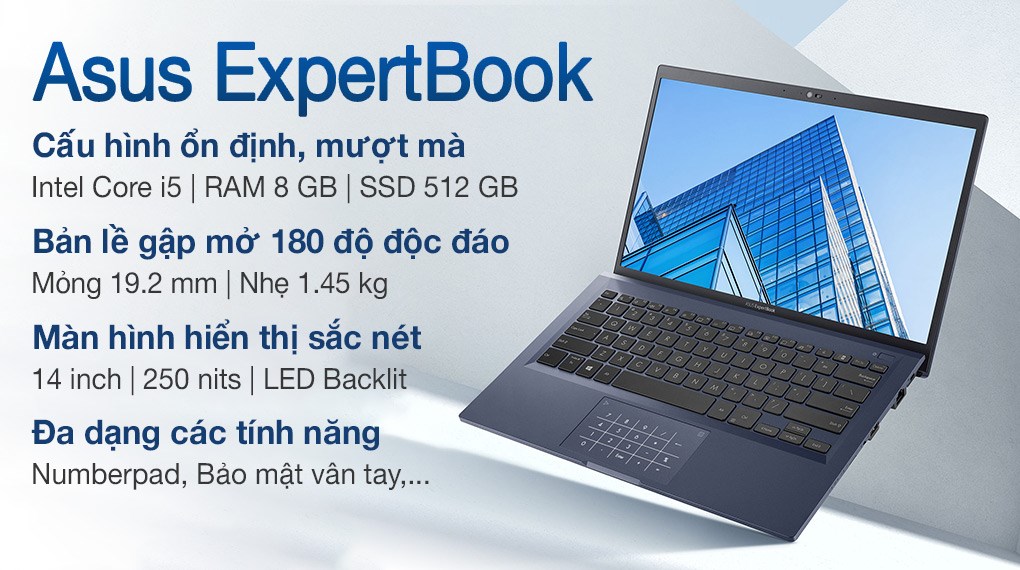 Asus ExpertBook
Cấu hình ổn định, mượt mà
Intel Core i5 | RAM 8 GB | SSD 512 GB
Bản lề gập mở 180 độ độc đáo
Mỏng 19.2 mm | Nhẹ 1.45 kg
Màn hình hiển thị sắc nét
14 inch | 250 nits | LED Backlit
Đa dạng các tính năng
Numberpad, Bảo mật vân tay,...